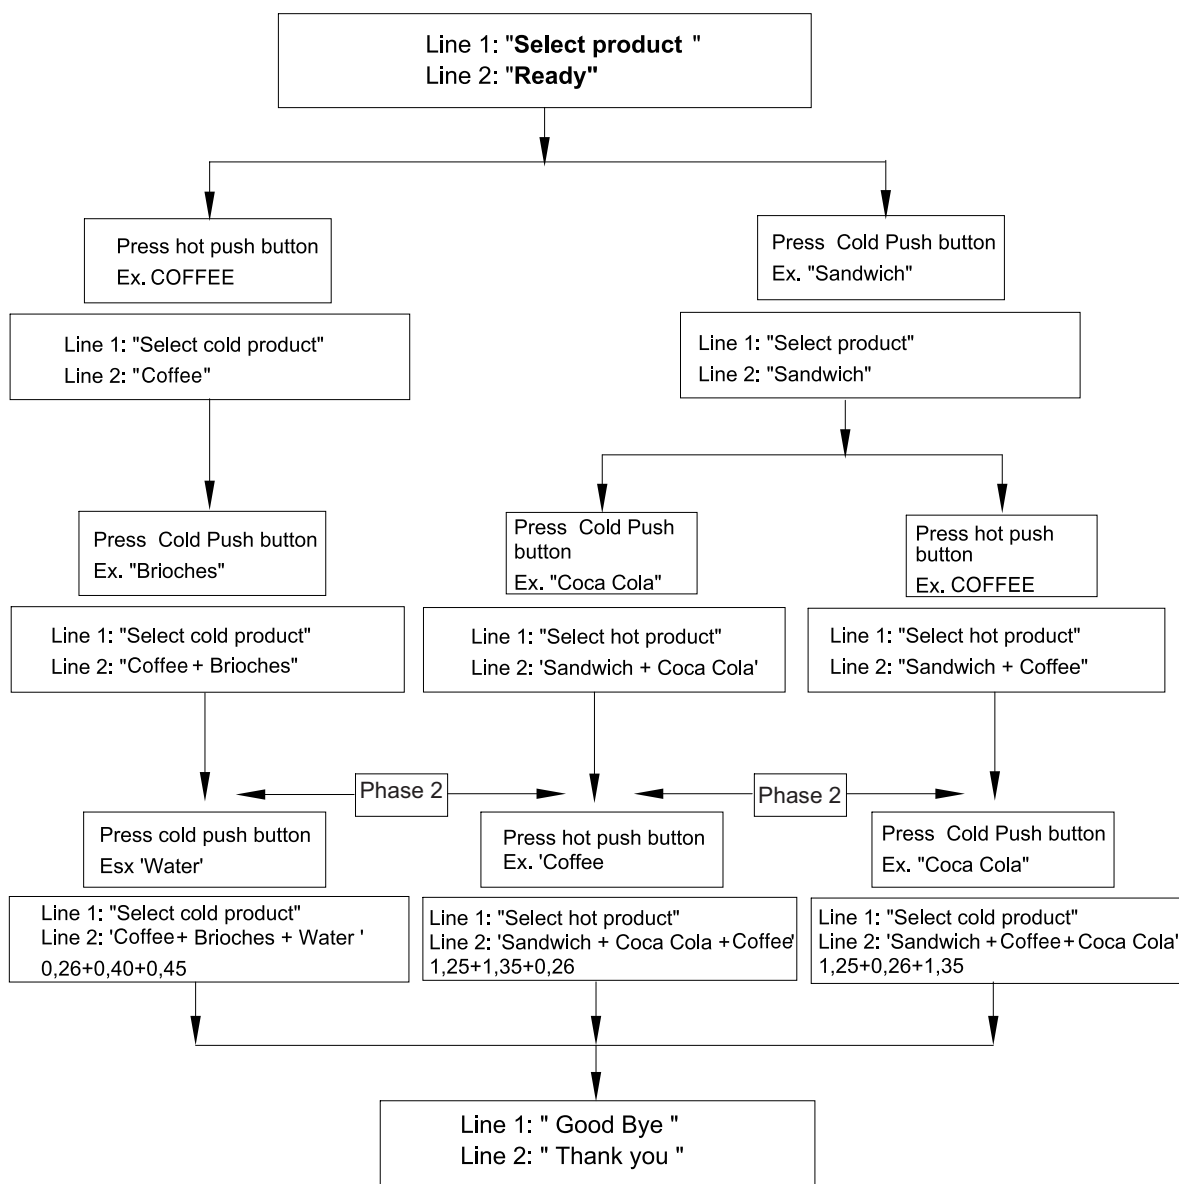 Line 1: "Select product "
Line 2: "Ready"
Press hot push button
Ex. COFFEE
Press Cold Push button
Ex. "Sandwich"
Line 1: "Select cold product"
Line 2: "Coffee"
Line 1: "Select product"
Line 2: "Sandwich"
Press Cold Push button
Ex. "Brioches"
Press Cold Push
button
Ex. "Coca Cola"
Press hot push
button
Ex. COFFEE
Line 1: "Select cold product"
Line 2: "Coffee + Brioches"
Line 1: "Select hot product"
Line 2: 'Sandwich + Coca Cola'
Line 1: "Select hot product"
Line 2: "Sandwich + Coffee"
Phase 2
Phase 2
Press cold push button
Esx 'Water'
Press hot push button
Ex. 'Coffee
Press Cold Push button
Ex. "Coca Cola"
Line 1: "Select cold product"
Line 2: 'Coffee + Brioches + Water '
0,26+0,40+0,45
Line 1: "Select hot product"
Line 2: 'Sandwich + Coca Cola +Coffee'
1,25+1,35+0,26
Line 1: "Select cold product"
Line 2: 'Sandwich +Coffee+Coca Cola'
1,25+0,26+1,35
Line 1: " Good Bye "
Line 2: " Thank you "